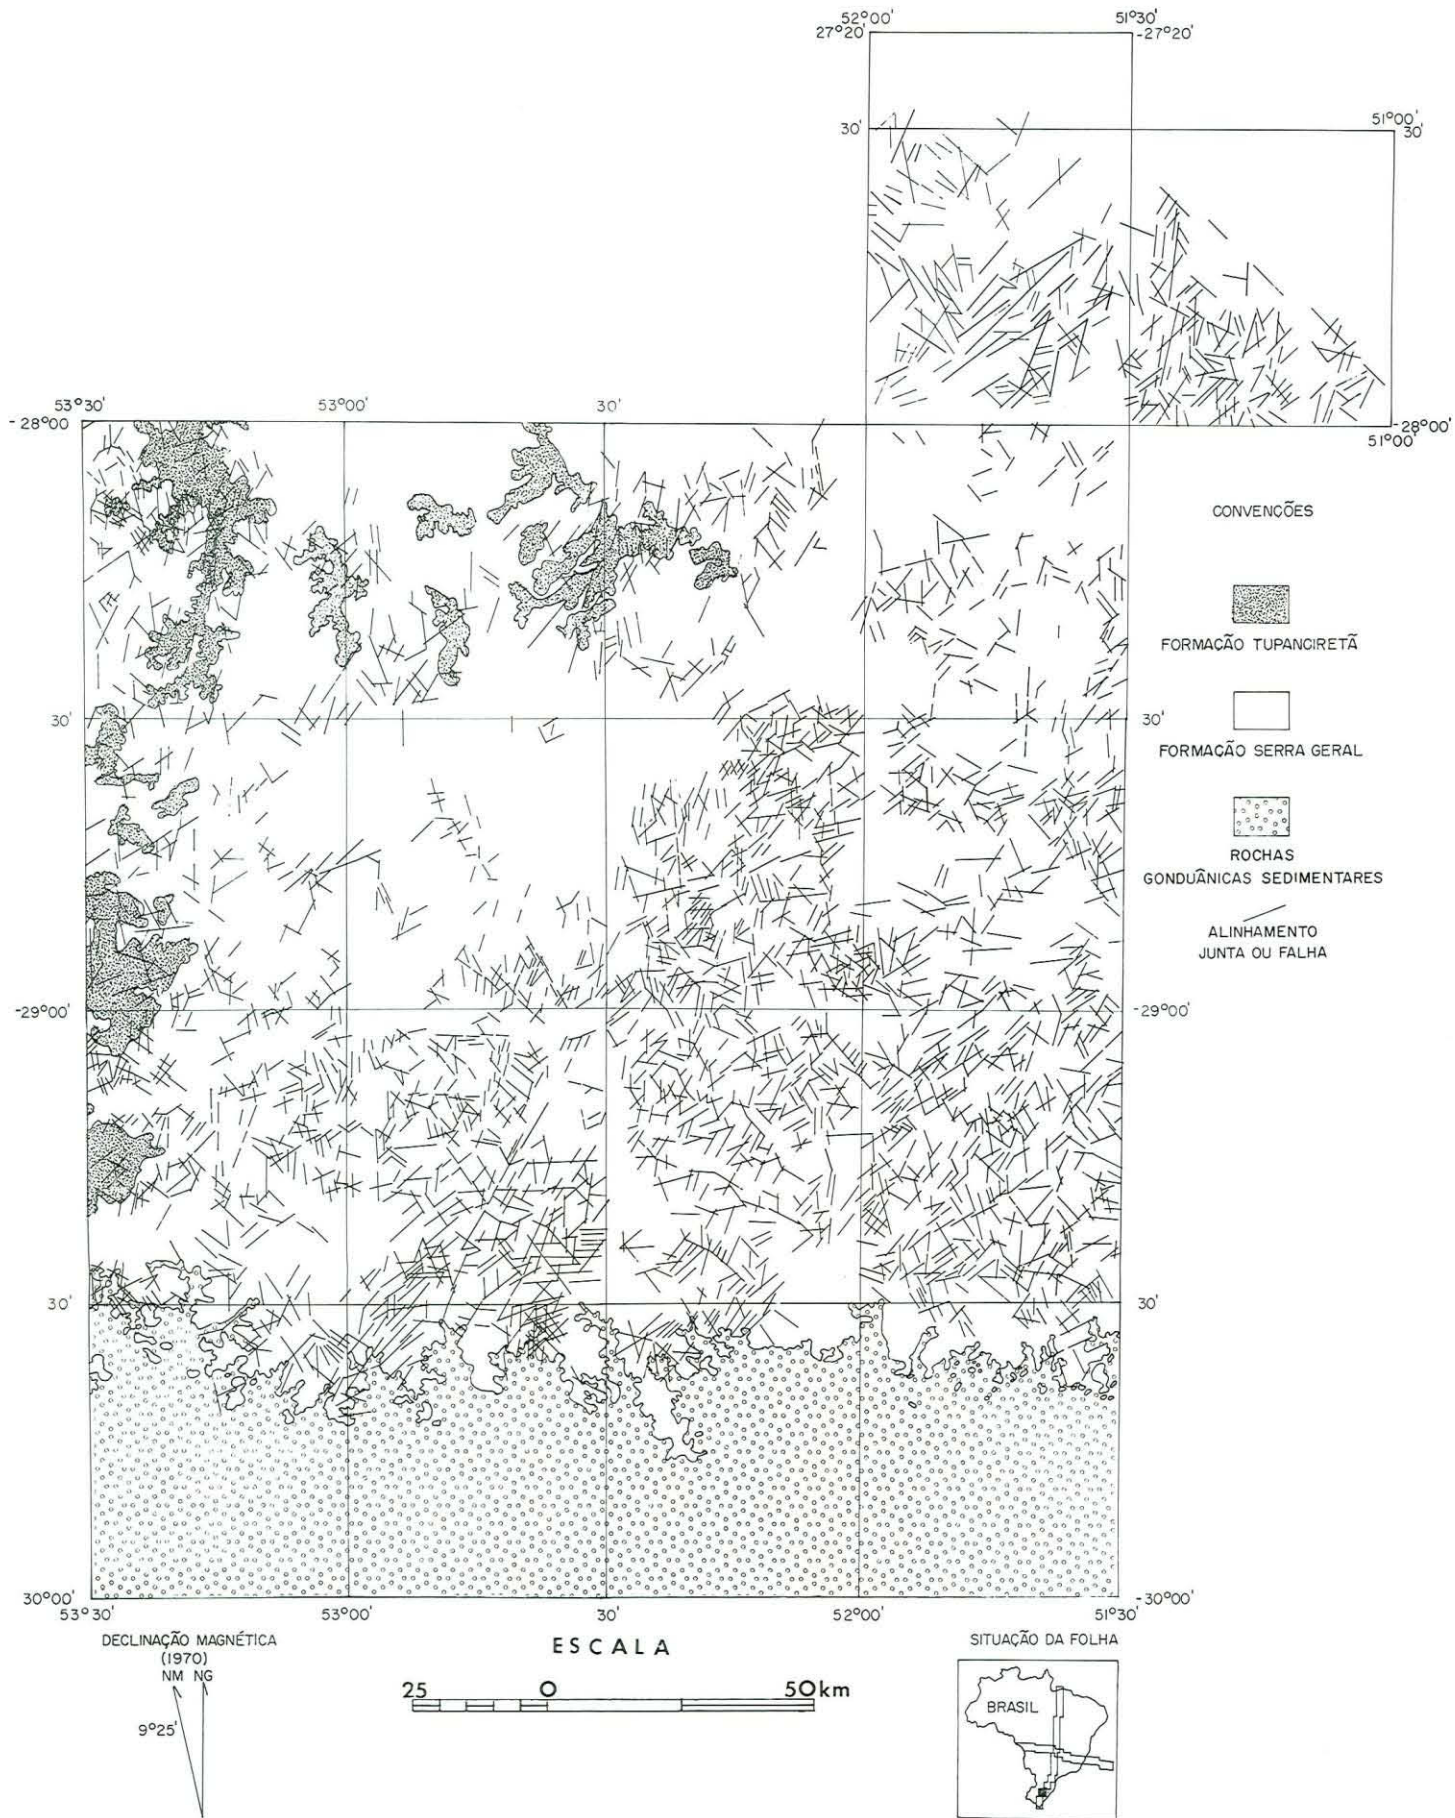 52°00'
51°30'
27°20'
-27°20'
30'
51°00'
30'
53°30'
53°00'
30'
-28°00'
-28°00'
51°00'
CONVENÇÕES
FORMAÇÃO TUPANCIRETÃ
30'
30'
FORMAÇÃO SERRA GERAL
ROCHAS
GONDUÂNICAS SEDIMENTARES
ALINHAMENTO
JUNTA OU FALHA
-29°00'
-29°00'
30'
30'
30°00'
-30°00'
53°30'
53°00'
30'
52°00'
51°30'
DECLINAÇÃO MAGNÉTICA
(1970)
NM NG
9°25'
ESCALA
25 0 50km
SITUAÇÃO DA FOLHA
BRASIL